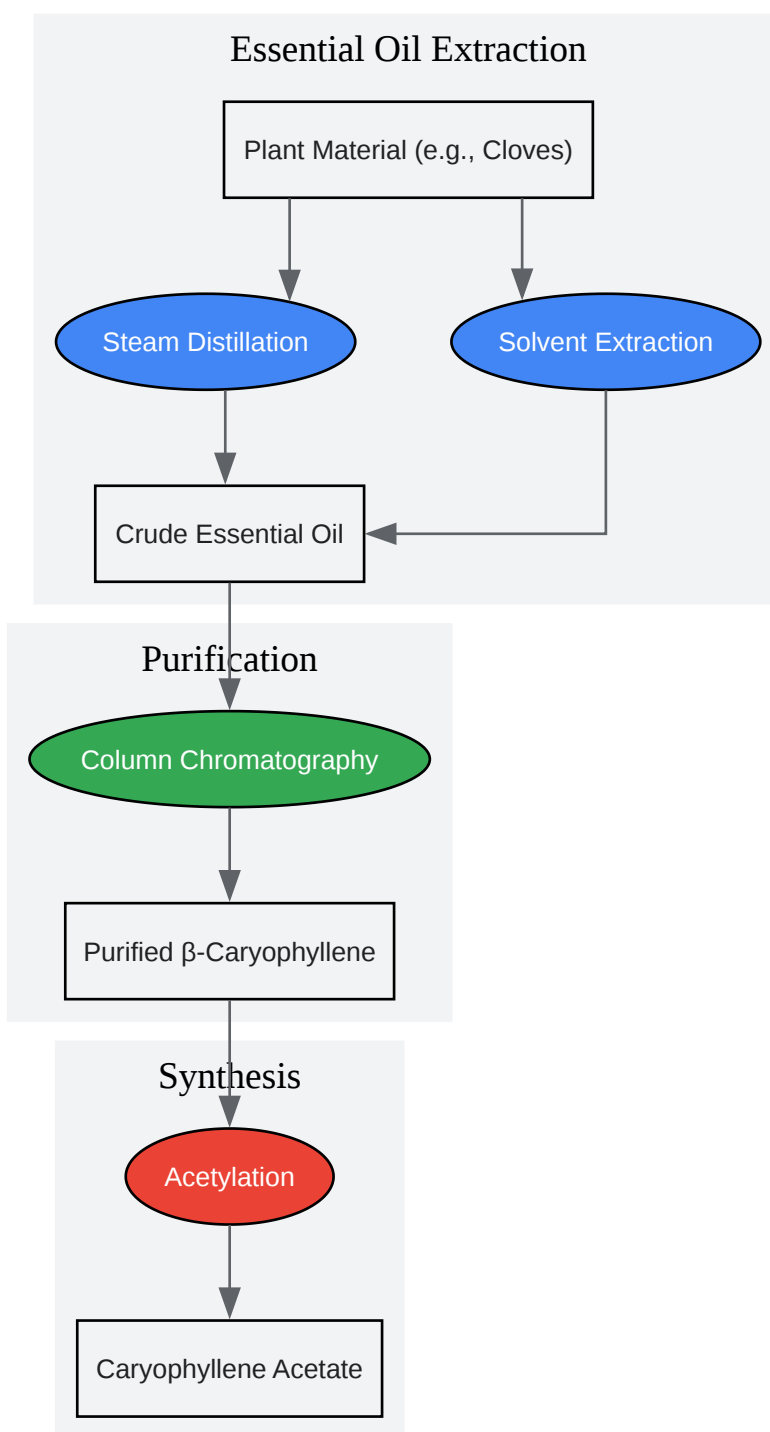 Essential Oil Extraction
Plant Material (e.g., Cloves)
Steam Distillation
Solvent Extraction
Crude Essential Oil
Purification
Column Chromatography
Purified β-Caryophyllene
Synthesis
Acetylation
Caryophyllene Acetate